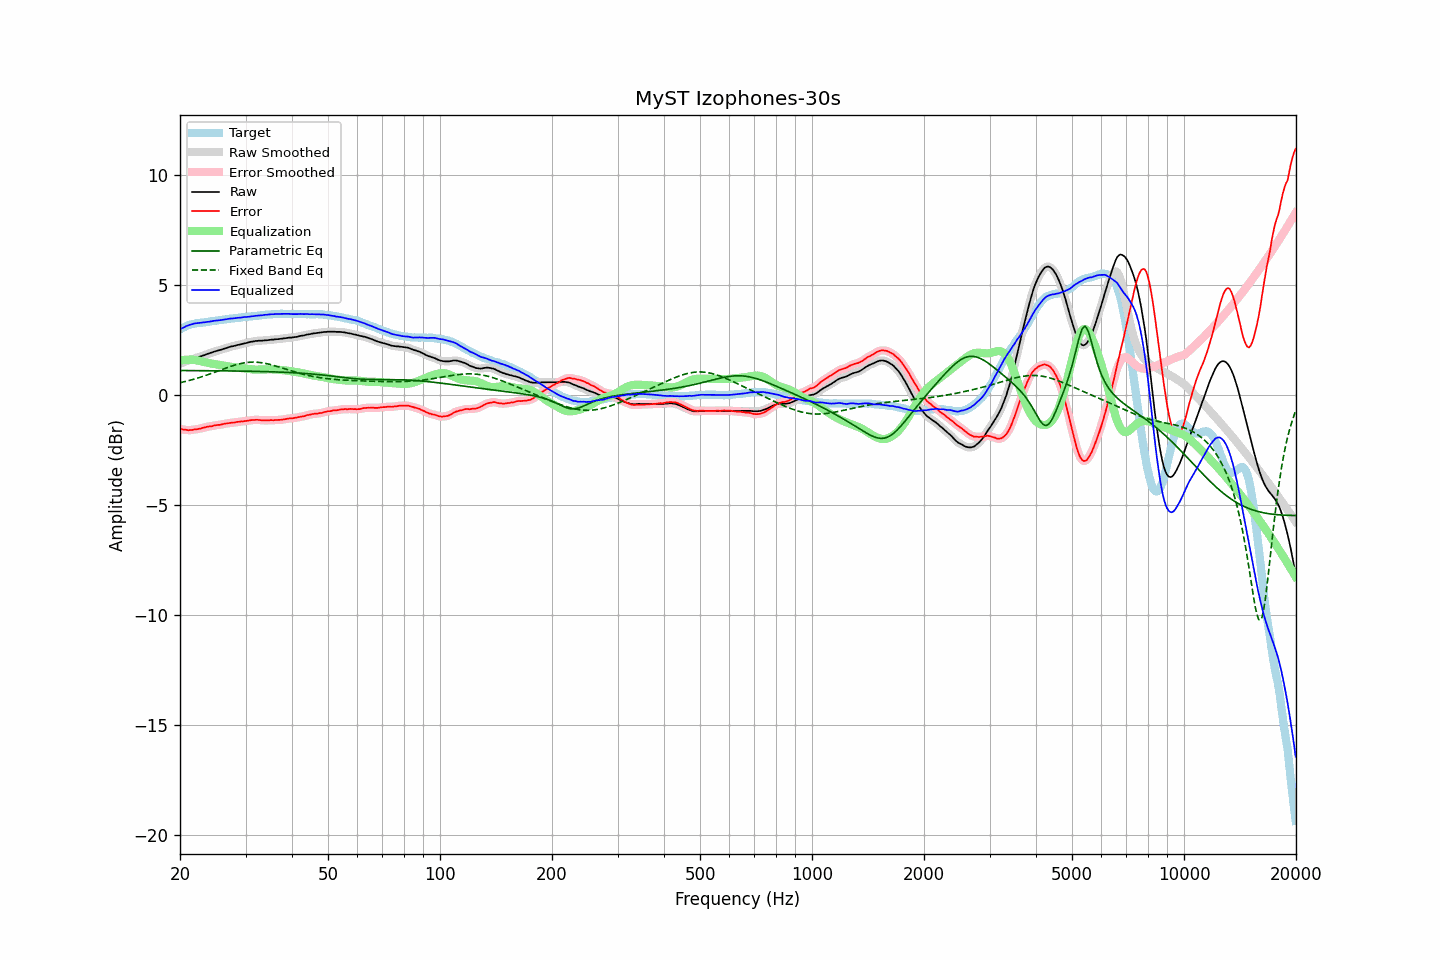 MyST Izophones-30s
Target
Raw Smoothed
Error Smoothed
Raw
Error
Equalization
Parametric Eq
Fixed Band Eq
Equalized
10
5
0
−5
−10
−15
−20
Amplitude (dBr)
20
50
100
200
500
1000
2000
5000
10000
20000
Frequency (Hz)